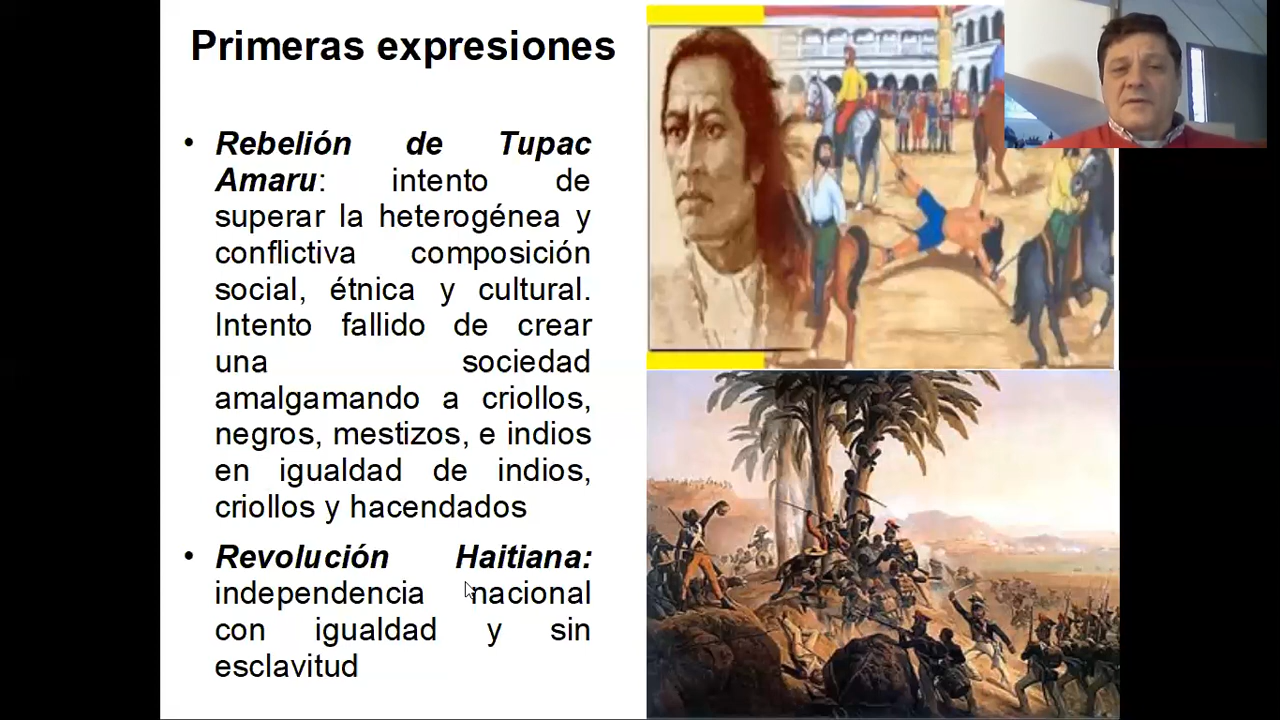 Primeras expresiones
• Rebelión de Tupac
Amaru: intento de
superar la heterogénea y
conflictiva composición
social, étnica y cultural.
Intento fallido de crear
una sociedad
amalgamando a criollos,
negros, mestizos, e indios
en igualdad de indios,
criollos y hacendados
• Revolución Haitiana:
independencia nacional
con igualdad y sin
esclavitud